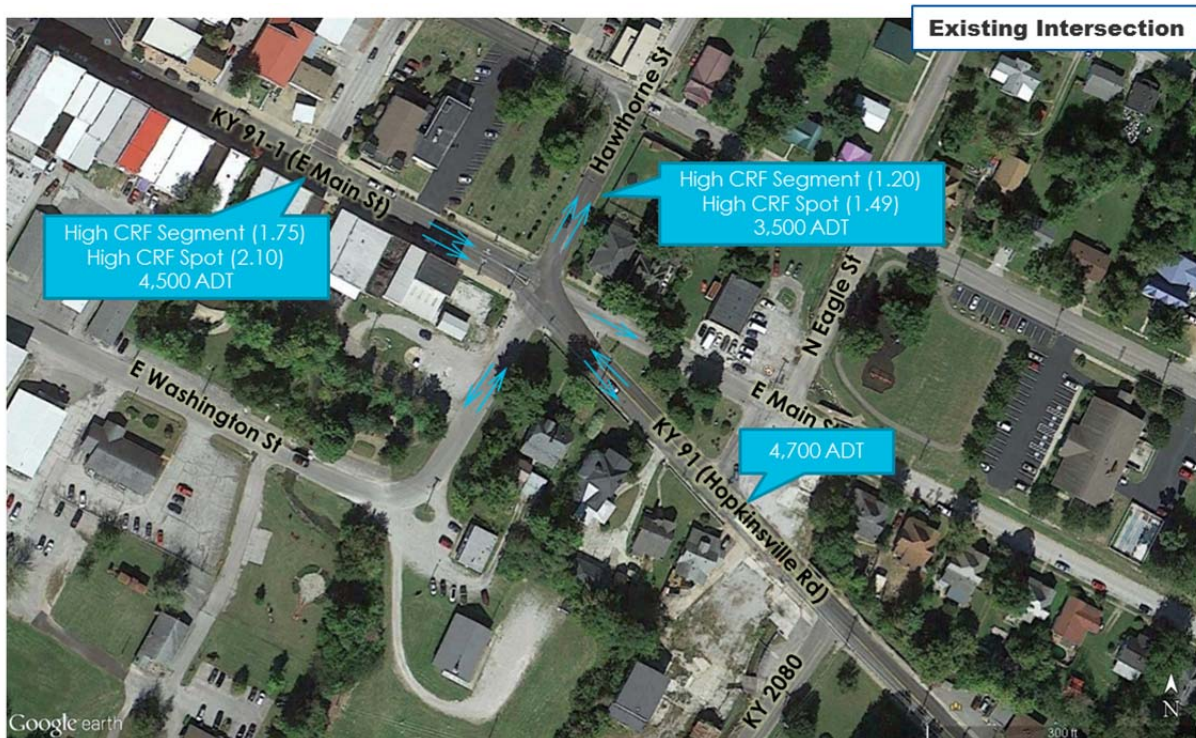 Existing Intersection
Hawthorne St
KY 91-1 (E Main St)
High CRF Segment (1.20)
High CRF Spot (1.49)
3,500 ADT
High CRF Segment (1.75)
High CRF Spot (2.10)
4,500 ADT
N Eagle St
E Washington St
E Main S
4,700 ADT
KY 91 (Hopkinsville Rd)
KY 2080
N
Google earth
300 ft